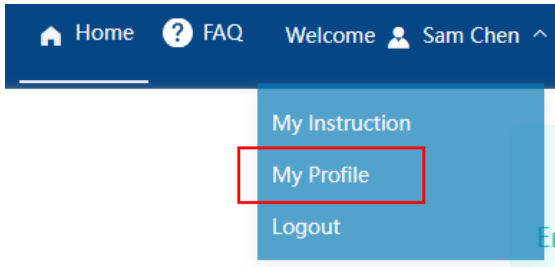 Home ? FAQ Welcome Sam Chen
My Instruction
My Profile
Logout